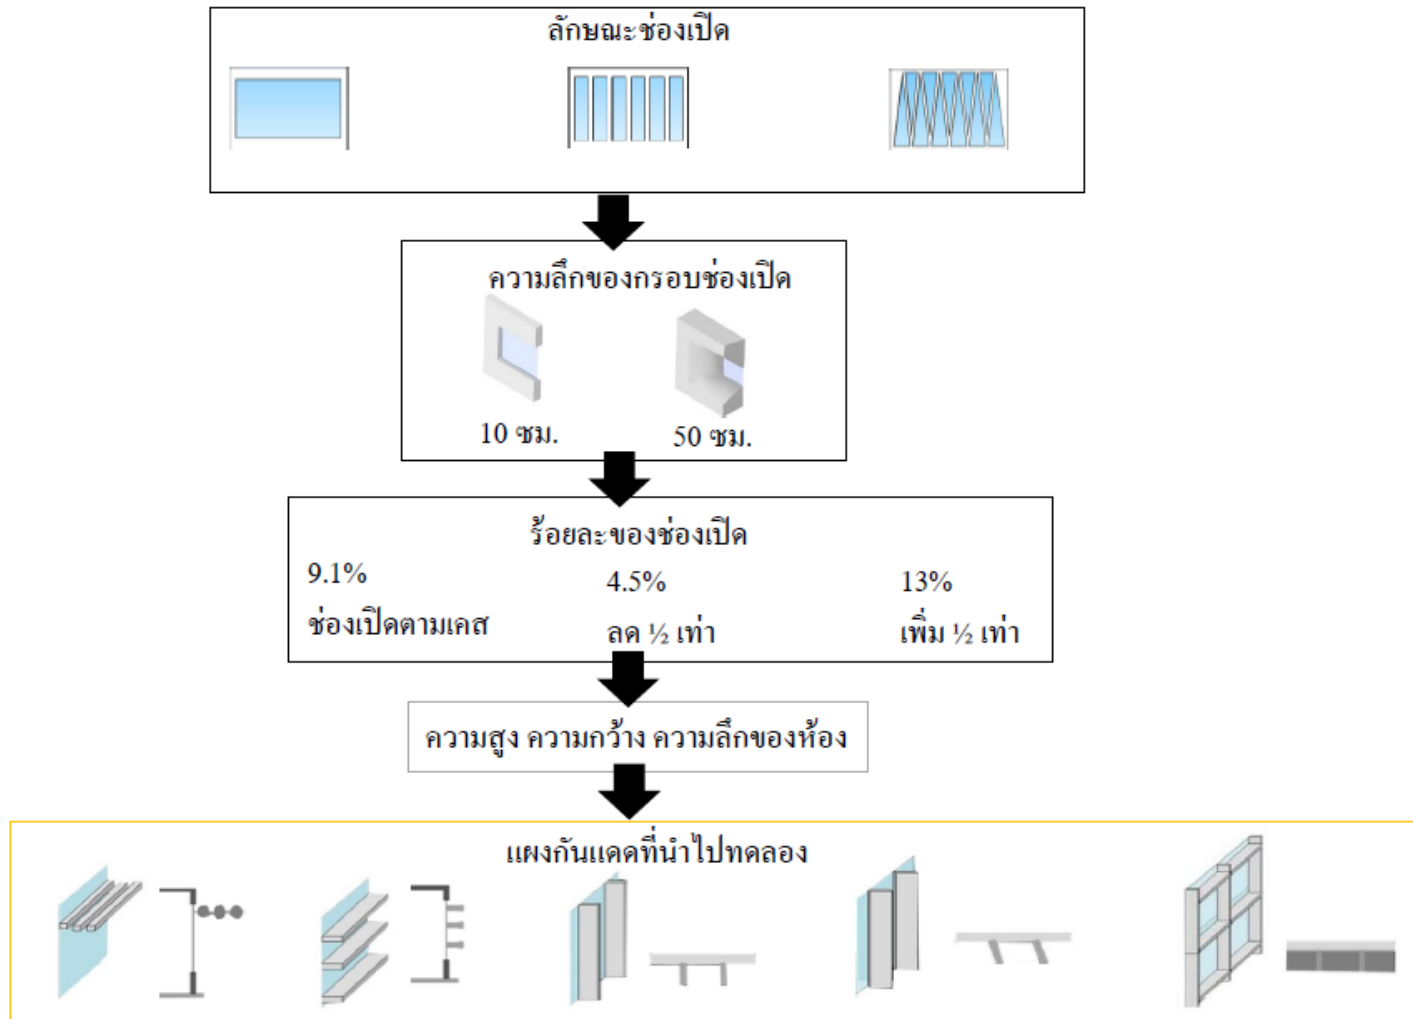 ลักษณะช่องเปิด
ความลึกของกรอบช่องเปิด
10 ซม.
50 ซม.
ร้อยละของช่องเปิด
9.1%
4.5%
13%
ช่องเปิดตามเคส
ลด ½ เท่า
เพิ่ม ½ เท่า
ความสูง ความกว้าง ความลึกของห้อง
แผงกันแดดที่นำไปทดลอง